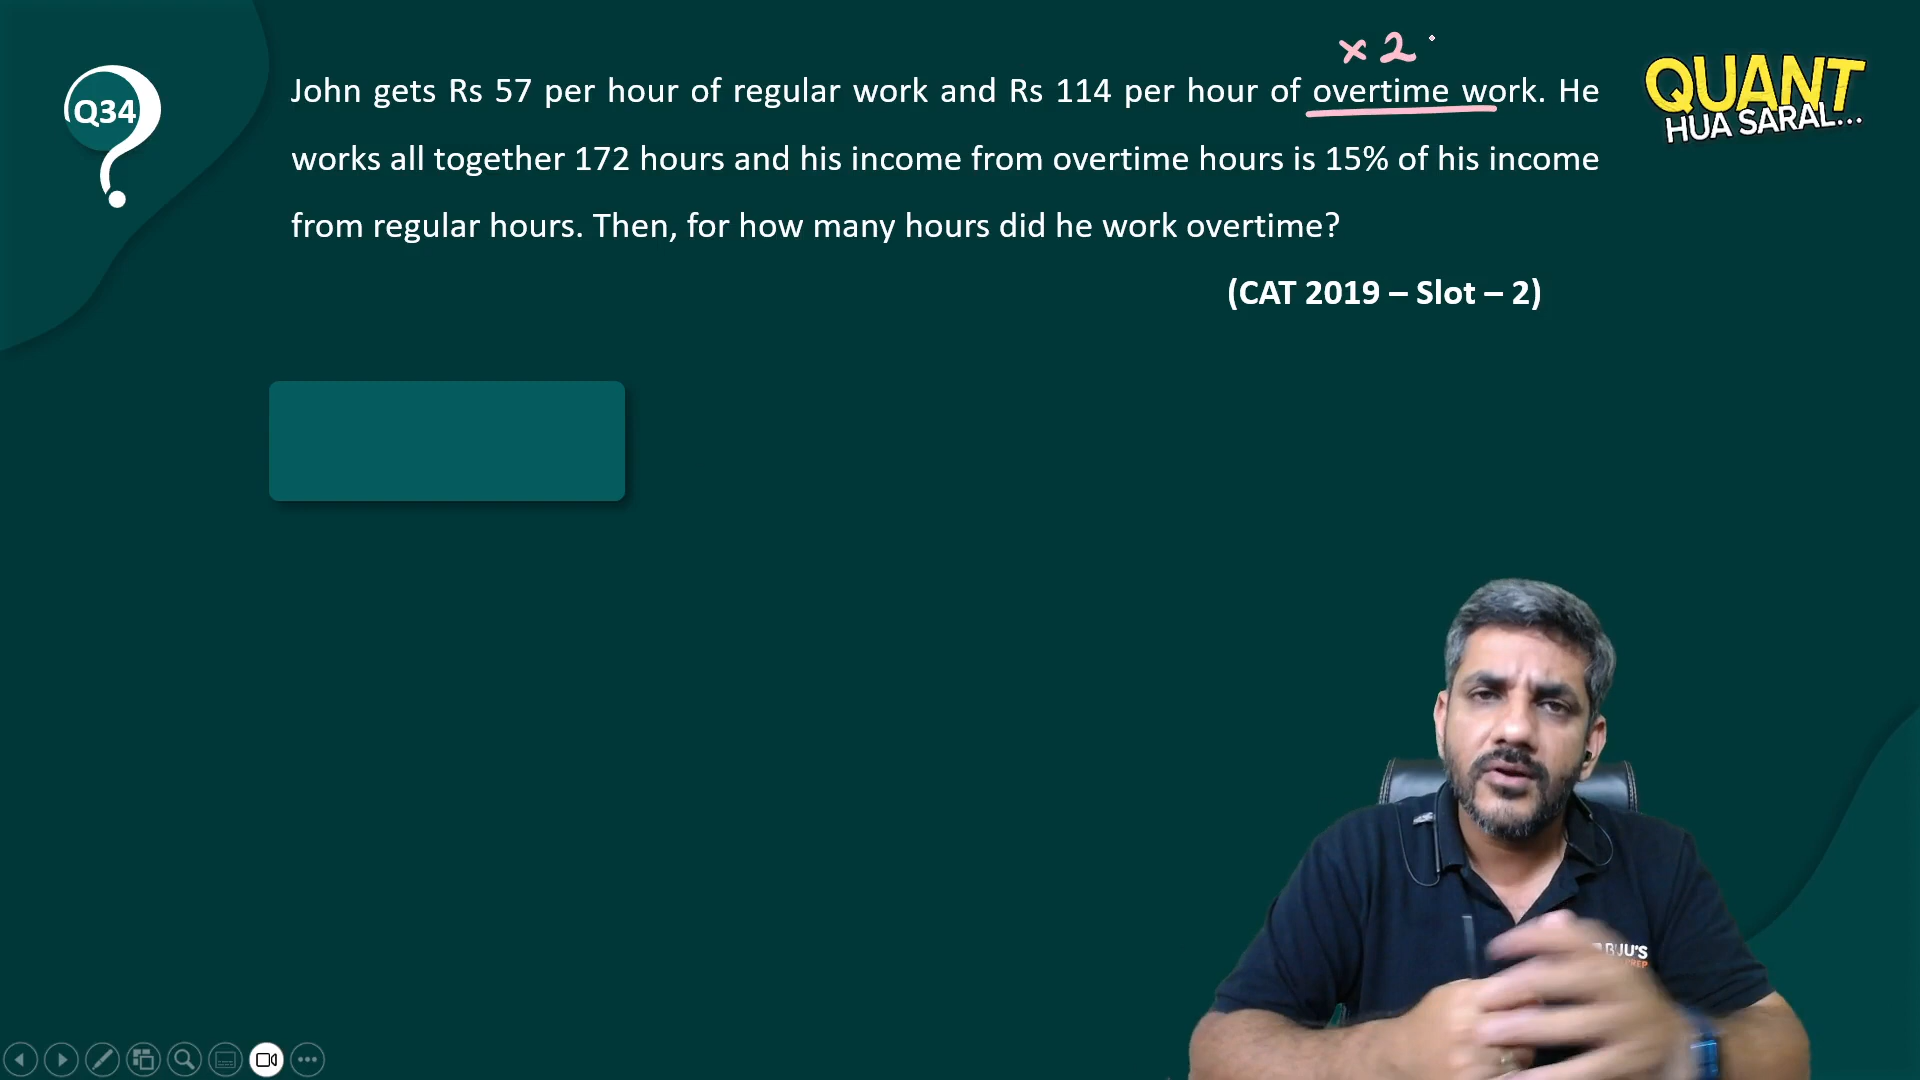 × 2
Q34
John gets Rs 57 per hour of regular work and Rs 114 per hour of overtime work. He
works all together 172 hours and his income from overtime hours is 15% of his income
from regular hours. Then, for how many hours did he work overtime?
(CAT 2019 – Slot – 2)
QUANT
HUA SARAL...
BYJU'S